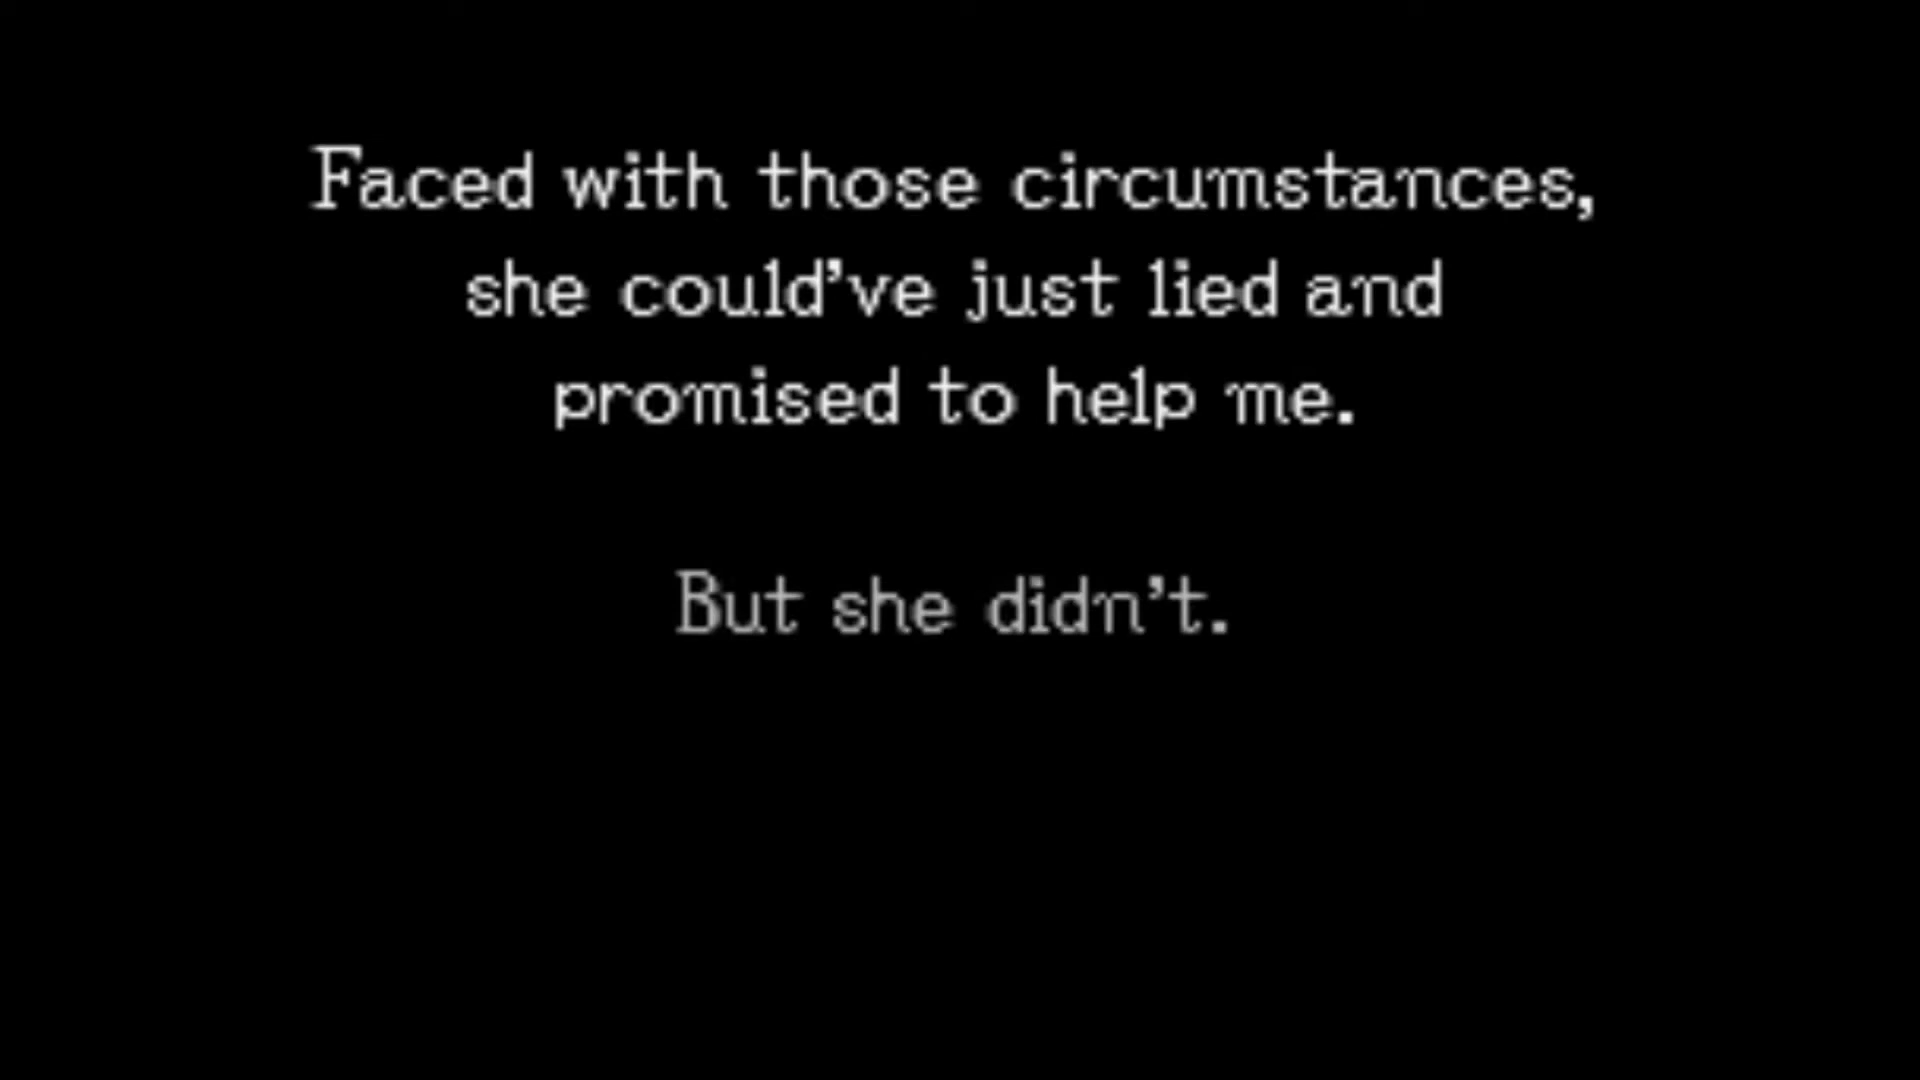 Faced with those circumstances,
she could've just lied and
promised to help me.
But she didn't.